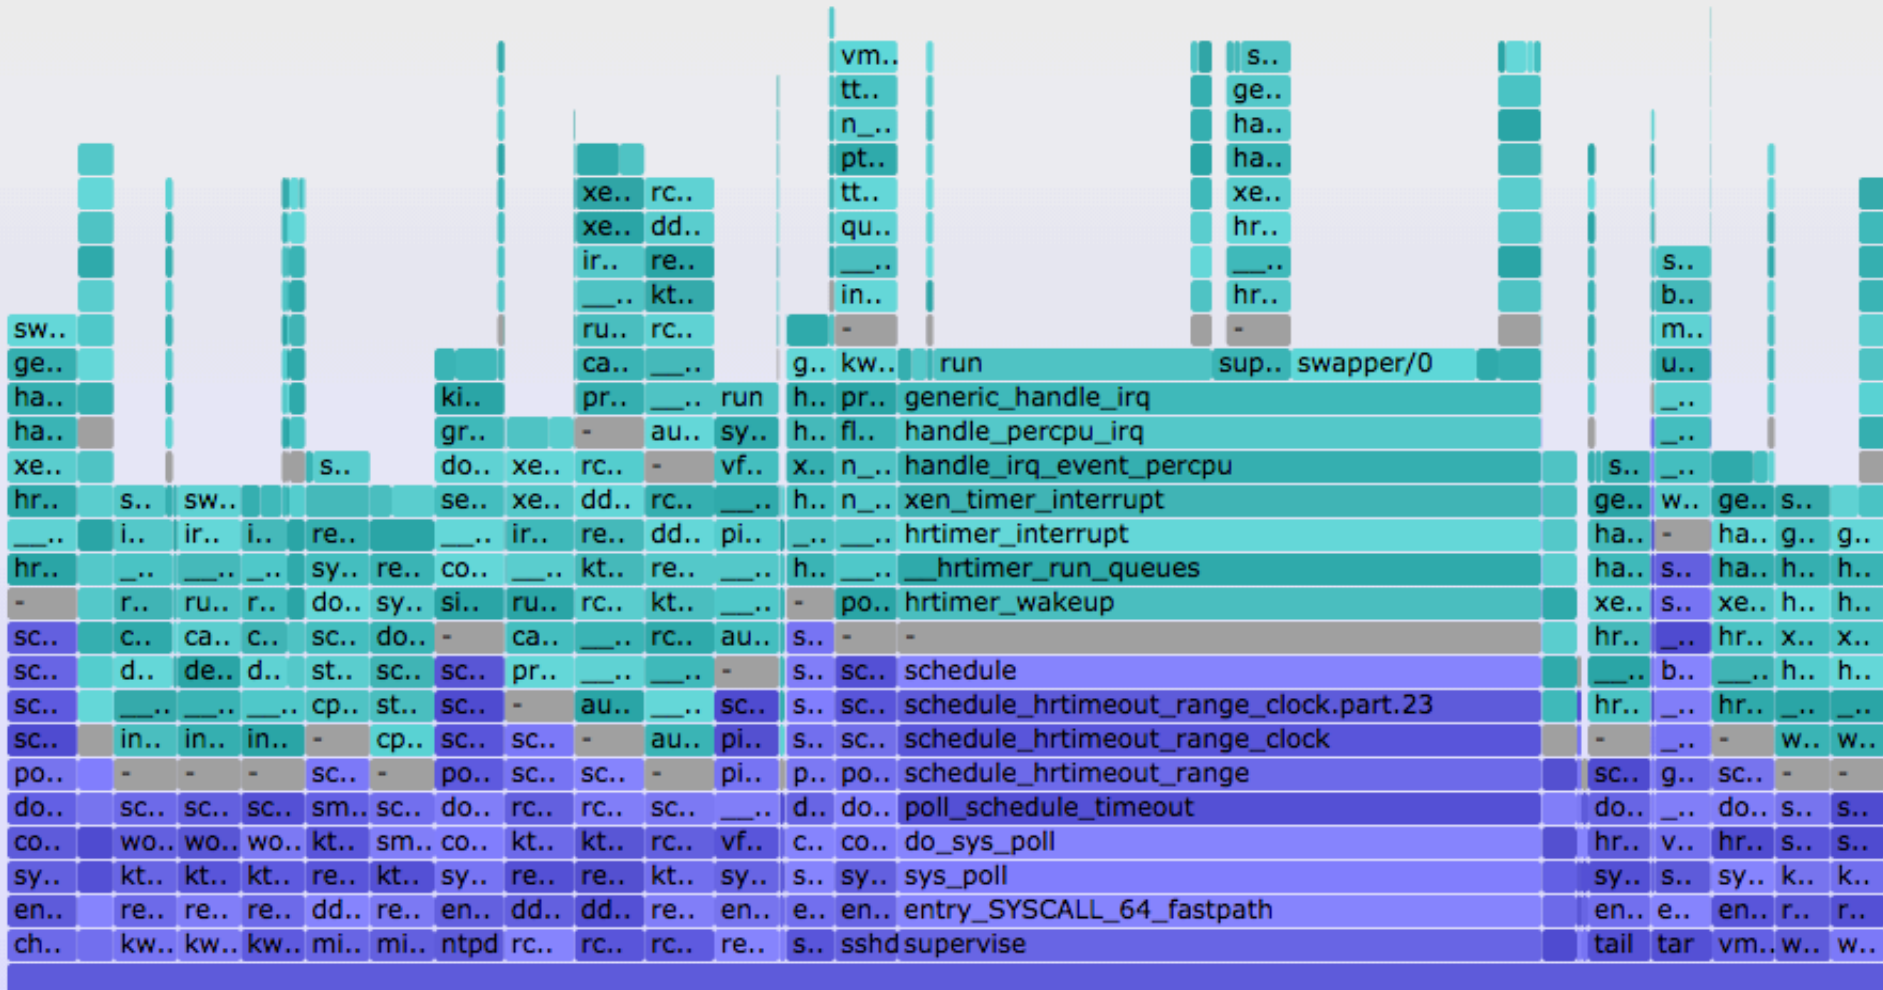 vm.. s..
tt.. ge..
n_.. ha..
pt.. ha..
xe.. rc.. tt.. xe..
xe.. dd.. qu.. hr..
ir.. re.. __.. __.. s..
__.. kt.. in.. hr.. b..
sw.. ru.. rc.. - - m..
ge.. ca.. __.. g.. kw.. run sup.. swapper/0 u..
ha.. ki.. pr.. __.. run h.. pr.. generic_handle_irq _..
ha.. gr.. - au.. sy.. h.. fl.. handle_percpu_irq _..
xe.. s.. do.. xe.. rc.. - vf.. x.. n_.. handle_irq_event_percpu s.. _..
hr.. s.. sw.. se.. xe.. dd.. rc.. __.. h.. n_.. xen_timer_interrupt ge.. w.. ge.. s..
__.. i.. ir.. i.. re.. __.. ir.. re.. dd.. pi.. _.. __.. hrtimer_interrupt ha.. - ha.. g.. g..
hr.. _.. __.. _.. sy.. re.. co.. __.. kt.. re.. __.. h.. __.. __hrtimer_run_queues ha.. s.. ha.. h.. h..
- r.. ru.. r.. do.. sy.. si.. ru.. rc.. kt.. __.. - po.. hrtimer_wakeup xe.. s.. xe.. h.. h..
sc.. c.. ca.. c.. sc.. do.. - ca.. __.. rc.. au.. s.. - - hr.. _.. hr.. x.. x..
sc.. d.. de.. d.. st.. sc.. sc.. pr.. __.. __.. - s.. sc.. schedule __.. b.. __.. h.. h..
sc.. __.. __.. __.. cp.. st.. sc.. - au.. __.. sc.. s.. sc.. schedule_hrtimeout_range_clock.part.23 hr.. _.. hr.. _.. _..
sc.. in.. in.. in.. - cp.. sc.. sc.. - au.. pi.. s.. sc.. schedule_hrtimeout_range_clock - _.. - w.. w..
po.. - - - sc.. - po.. sc.. sc.. - pi.. p.. po.. schedule_hrtimeout_range sc.. g.. sc.. - -
do.. sc.. sc.. sc.. sm.. sc.. do.. rc.. rc.. sc.. __.. d.. do.. poll_schedule_timeout do.. _.. do.. s.. s..
co.. wo.. wo.. wo.. kt.. sm.. co.. kt.. kt.. rc.. vf.. c.. co.. do_sys_poll hr.. v.. hr.. s.. s..
sy.. kt.. kt.. kt.. re.. kt.. sy.. re.. re.. kt.. sy.. s.. sy.. sys_poll sy.. s.. sy.. k.. k..
en.. re.. re.. re.. dd.. re.. en.. dd.. dd.. re.. en.. e.. en.. entry_SYSCALL_64_fastpath en.. e.. en.. r.. r..
ch.. kw.. kw.. kw.. mi.. mi.. ntpd rc.. rc.. rc.. re.. s.. sshd supervise tail tar vm.. w.. w..